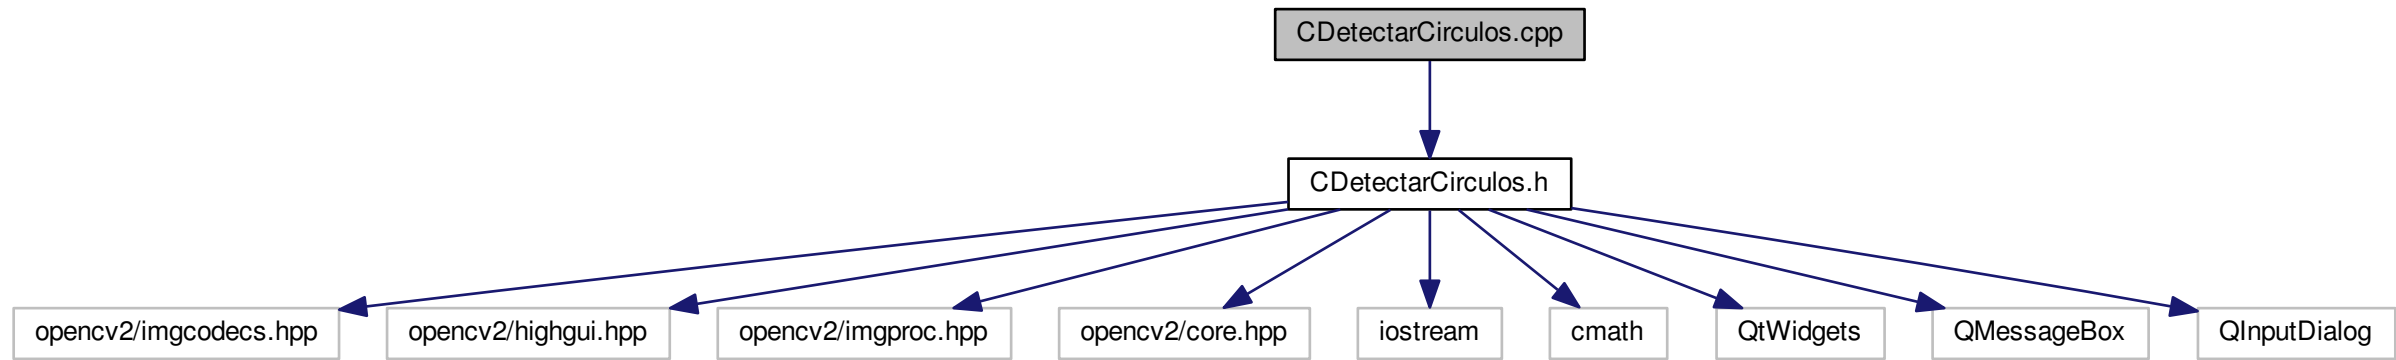 CDetectarCirculos.cpp
CDetectarCirculos.h
opencv2/imgcodecs.hpp
opencv2/highgui.hpp
opencv2/imgproc.hpp
opencv2/core.hpp
iostream
cmath
QtWidgets
QMessageBox
QInputDialog